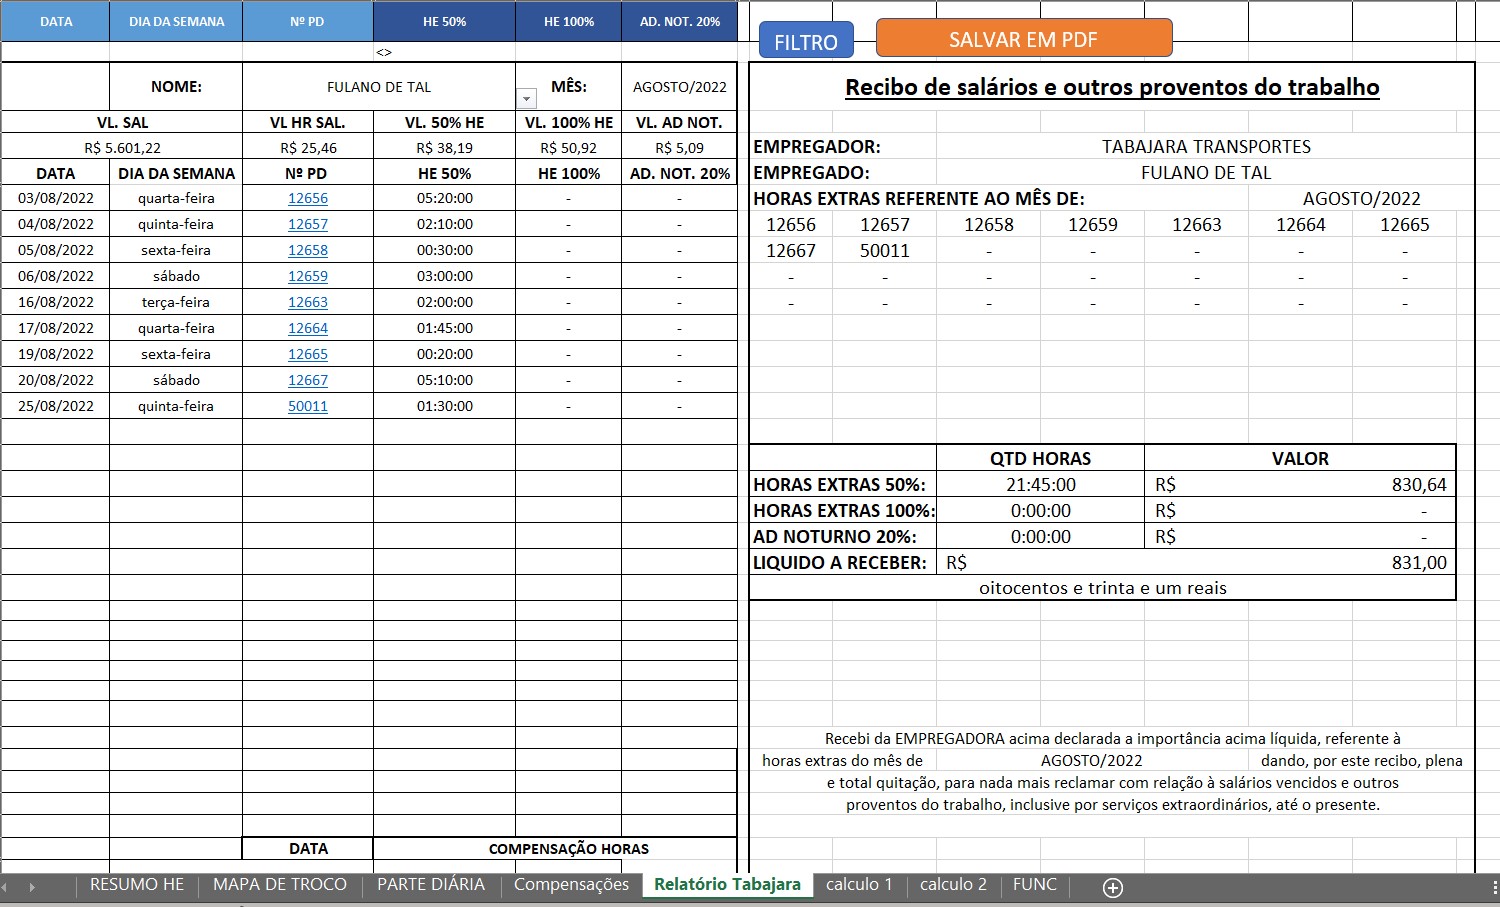 DATA DIA DA SEMANA Nº PD HE 50% HE 100% AD. NOT. 20%
FILTRO SALVAR EM PDF
<>
NOME: FULANO DE TAL MÊS: AGOSTO/2022
VL. SAL VL HR SAL. VL. 50% HE VL. 100% HE VL. AD NOT.
R$ 5.601,22 R$ 25,46 R$ 38,19 R$ 50,92 R$ 5,09
DATA DIA DA SEMANA Nº PD HE 50% HE 100% AD. NOT. 20%
03/08/2022 quarta-feira 12656 05:20:00 - -
04/08/2022 quinta-feira 12657 02:10:00 - -
05/08/2022 sexta-feira 12658 00:30:00 - -
06/08/2022 sábado 12659 03:00:00 - -
16/08/2022 terça-feira 12663 02:00:00 - -
17/08/2022 quarta-feira 12664 01:45:00 - -
19/08/2022 sexta-feira 12665 00:20:00 - -
20/08/2022 sábado 12667 05:10:00 - -
25/08/2022 quinta-feira 50011 01:30:00 - -
DATA COMPENSAÇÃO HORAS
Recibo de salários e outros proventos do trabalho
EMPREGADOR: TABAJARA TRANSPORTES
EMPREGADO: FULANO DE TAL
HORAS EXTRAS REFERENTE AO MÊS DE: AGOSTO/2022
12656 12657 12658 12659 12663 12664 12665
12667 50011 - - - - -
- - - - - - -
- - - - - - -
QTD HORAS VALOR
HORAS EXTRAS 50%: 21:45:00 R$ 830,64
HORAS EXTRAS 100%: 0:00:00 R$ -
AD NOTURNO 20%: 0:00:00 R$ -
LIQUIDO A RECEBER: R$ 831,00
oitocentos e trinta e um reais
Recebi da EMPREGADORA acima declarada a importância acima líquida, referente à
horas extras do mês de AGOSTO/2022 dando, por este recibo, plena
e total quitação, para nada mais reclamar com relação à salários vencidos e outros
proventos do trabalho, inclusive por serviços extraordinários, até o presente.
RESUMO HE MAPA DE TROCO PARTE DIÁRIA Compensações Relatório Tabajara calculo 1 calculo 2 FUNC